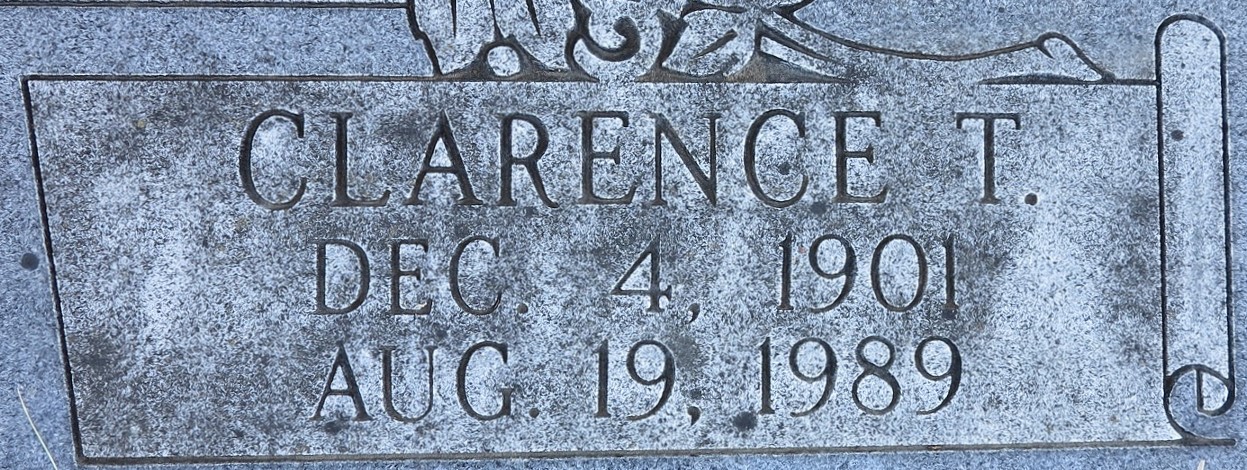 CLARENCE T.
DEC. 4, 1901
AUG. 19, 1989